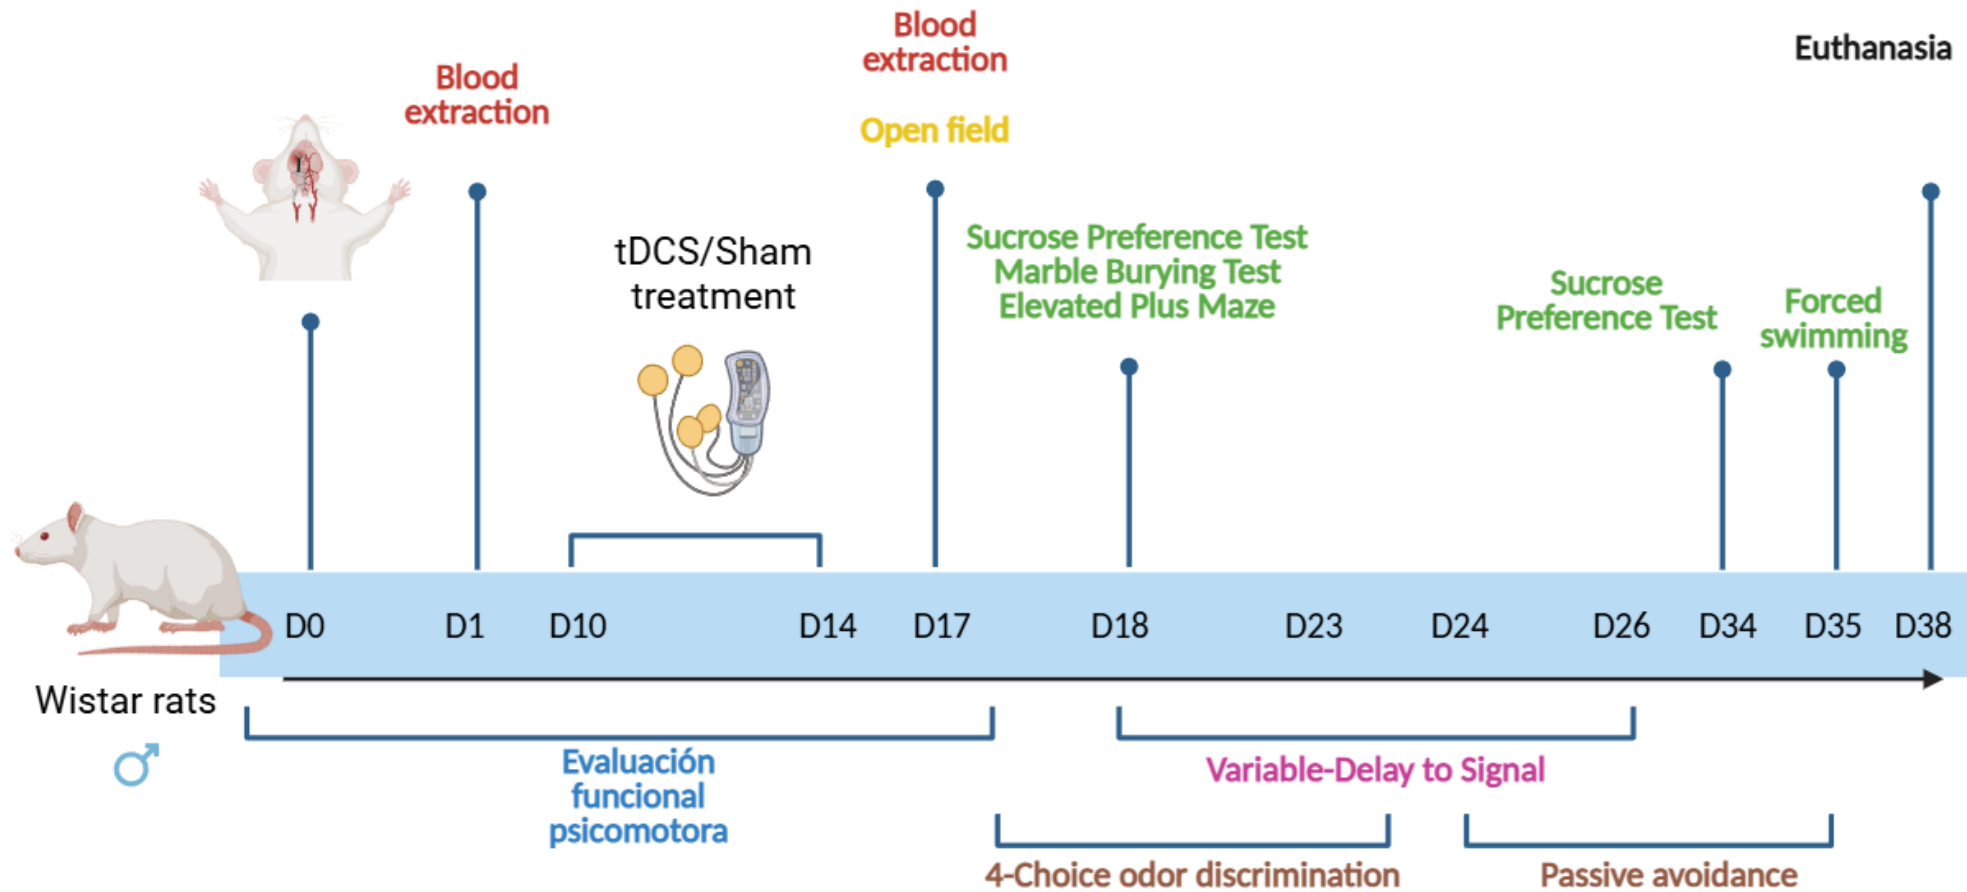 Blood
extraction
Blood
extraction
Open field
Euthanasia
tDCS/Sham
treatment
Sucrose Preference Test
Marble Burying Test
Elevated Plus Maze
Sucrose
Preference Test
Forced
swimming
D0 D1 D10 D14 D17 D18 D23 D24 D26 D34 D35 D38
Wistar rats
Evaluación
funcional
psicomotora
Variable-Delay to Signal
4-Choice odor discrimination
Passive avoidance